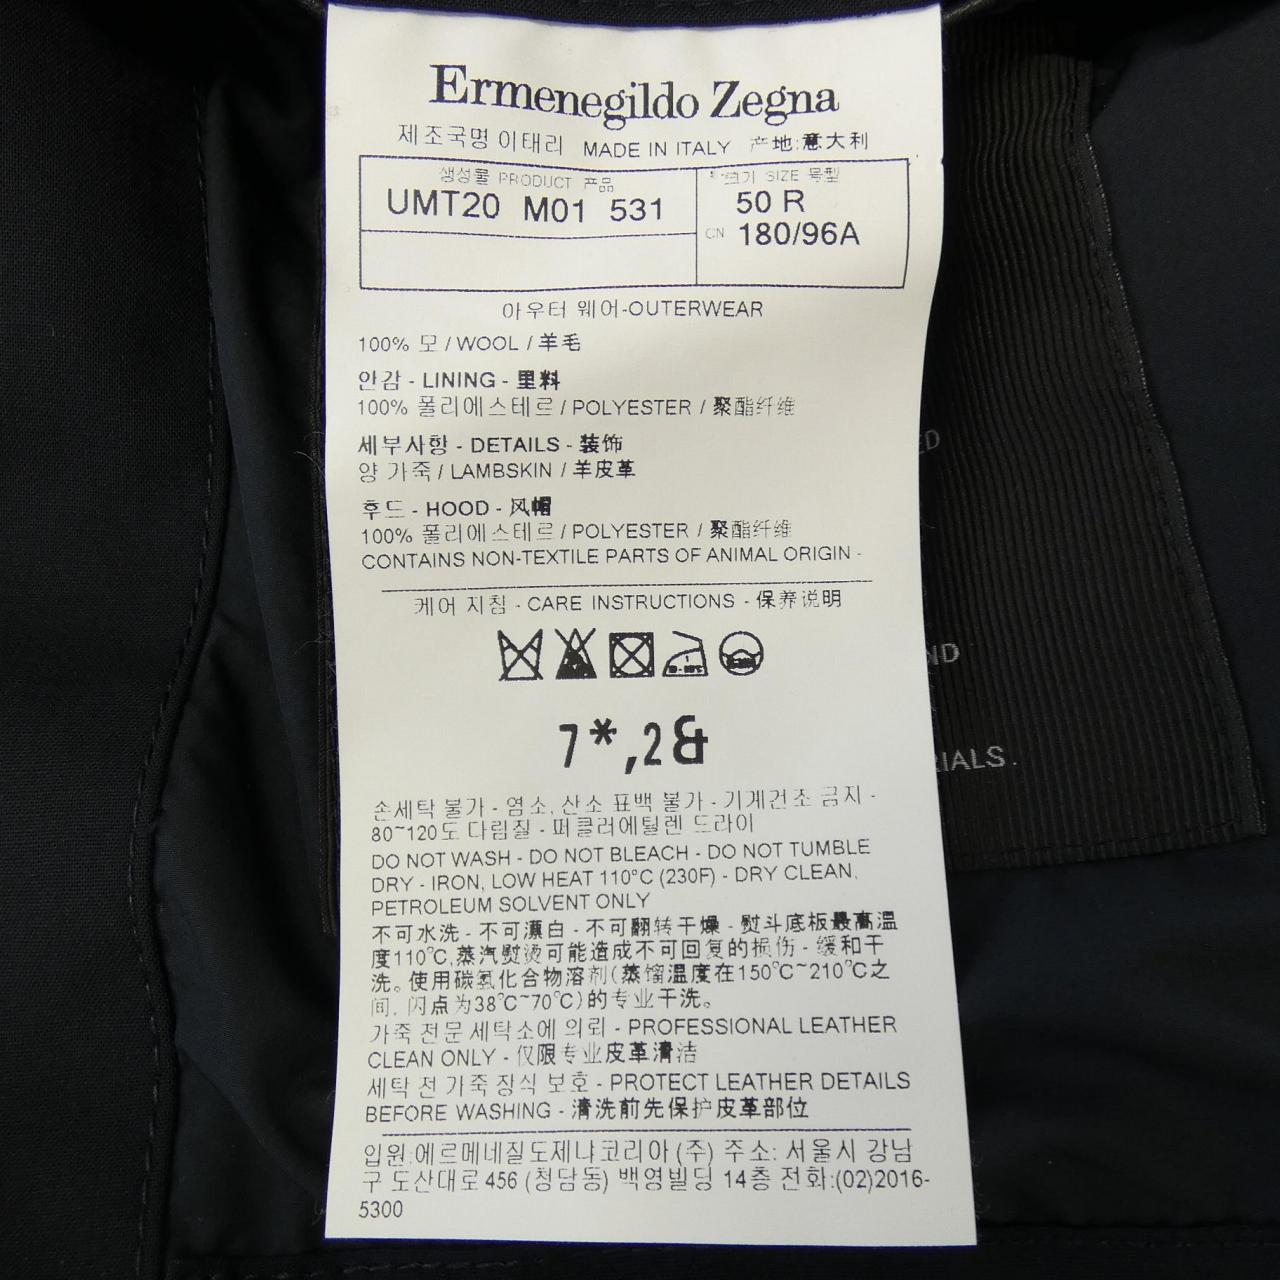 Ermenegildo Zegna
제조국명 이태리 MADE IN ITALY 产地:意大利
생성물 PRODUCT 产品
크기 SIZE 号型
UMT20 M01 531
50 R
CN 180/96A
아우터 웨어-OUTERWEAR
100% 모 / WOOL / 羊毛
안감 - LINING - 里料
100% 폴리에스테르 / POLYESTER / 聚酯纤维
세부사항 - DETAILS - 装饰
양 가죽 / LAMBSKIN / 羊皮革
후드 - HOOD - 风帽
100% 폴리에스테르 / POLYESTER / 聚酯纤维
CONTAINS NON-TEXTILE PARTS OF ANIMAL ORIGIN -
케어 지침 - CARE INSTRUCTIONS - 保养说明
7*,2&
손세탁 불가 - 염소, 산소 표백 불가 - 기계건조 금지 -
80~120도 다림질 - 퍼클러에틸렌 드라이
DO NOT WASH - DO NOT BLEACH - DO NOT TUMBLE
DRY - IRON, LOW HEAT 110°C (230F) - DRY CLEAN,
PETROLEUM SOLVENT ONLY
不可水洗 - 不可漂白 - 不可翻转干燥 - 熨斗底板最高温
度110°C,蒸汽熨烫可能造成不可回复的损伤 - 缓和干
洗。使用碳氢化合物溶剂(蒸馏温度在150°C~210°C之
间, 闪点为38°C~70°C)的专业干洗。
가죽 전문 세탁소에 의뢰 - PROFESSIONAL LEATHER
CLEAN ONLY - 仅限专业皮革清洁
세탁 전 가죽 장식 보호 - PROTECT LEATHER DETAILS
BEFORE WASHING - 清洗前先保护皮革部位
입원:에르메네질도제냐코리아 (주) 주소: 서울시 강남
구 도산대로 456 (청담동) 백영빌딩 14층 전화:(02)2016-
5300
ED
ND
RIALS.